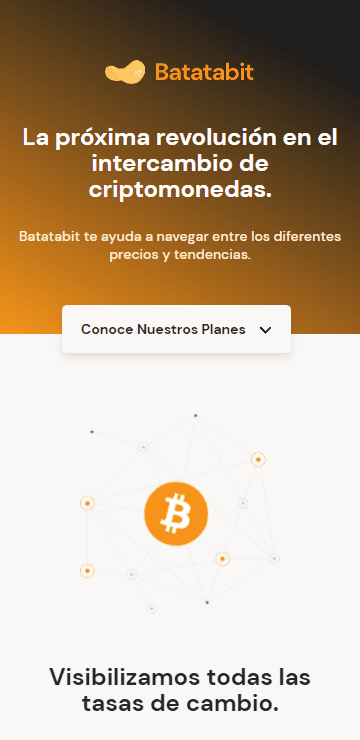 Batatabit
La próxima revolución en el
intercambio de
criptomonedas.
Batatabit te ayuda a navegar entre los diferentes
precios y tendencias.
Conoce Nuestros Planes
Visibilizamos todas las
tasas de cambio.